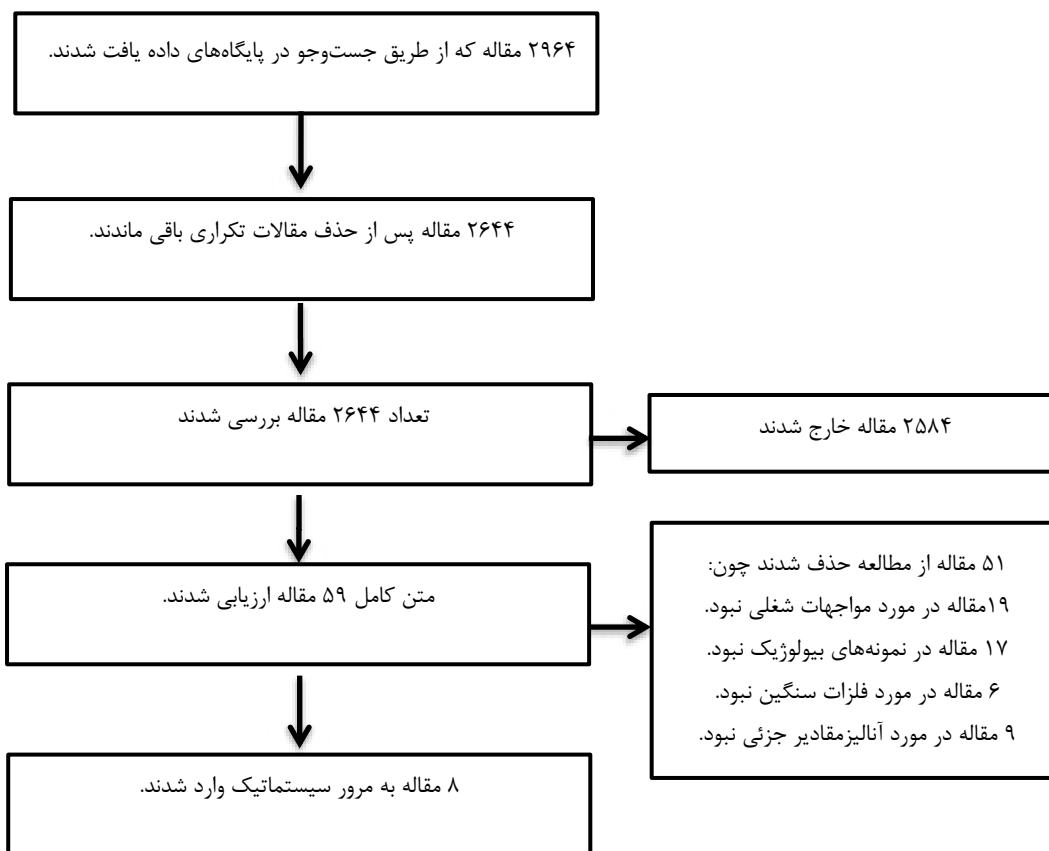 ۲۹۶۴ مقاله که از طریق جست‌وجو در پایگاه‌های داده یافت شدند.
۲۶۴۴ مقاله پس از حذف مقالات تکراری باقی ماندند.
تعداد ۲۶۴۴ مقاله بررسی شدند
۲۵۸۴ مقاله خارج شدند
متن کامل ۵۹ مقاله ارزیابی شدند.
۵۱ مقاله از مطالعه حذف شدند چون:
۱۹مقاله در مورد مواجهات شغلی نبود.
۱۷ مقاله در نمونه‌های بیولوژیک نبود.
۶ مقاله در مورد فلزات سنگین نبود.
۹ مقاله در مورد آنالیزمقادیر جزئی نبود.
۸ مقاله به مرور سیستماتیک وارد شدند.